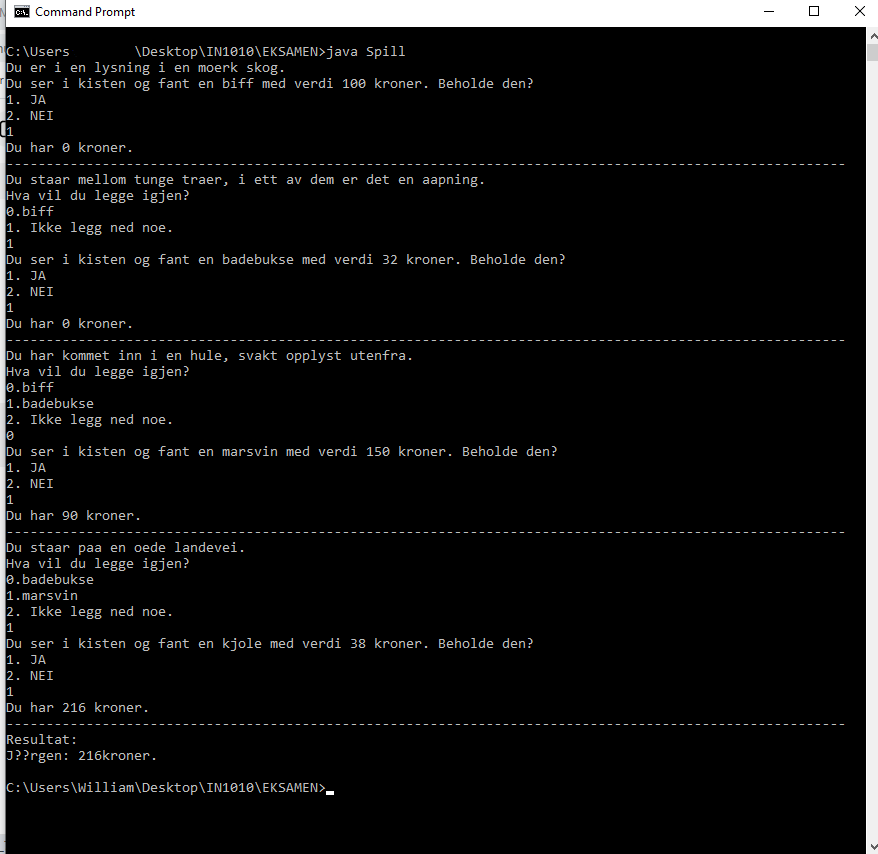 Command Prompt
C:\Users \Desktop\IN1010\EKSAMEN>java Spill
Du er i en lysning i en moerk skog.
Du ser i kisten og fant en biff med verdi 100 kroner. Beholde den?
1. JA
2. NEI
1
Du har 0 kroner.
---------------------------------------------------------------------------------------------------------
Du staar mellom tunge traer, i ett av dem er det en aapning.
Hva vil du legge igjen?
0.biff
1. Ikke legg ned noe.
1
Du ser i kisten og fant en badebukse med verdi 32 kroner. Beholde den?
1. JA
2. NEI
1
Du har 0 kroner.
---------------------------------------------------------------------------------------------------------
Du har kommet inn i en hule, svakt opplyst utenfra.
Hva vil du legge igjen?
0.biff
1.badebukse
2. Ikke legg ned noe.
0
Du ser i kisten og fant en marsvin med verdi 150 kroner. Beholde den?
1. JA
2. NEI
1
Du har 90 kroner.
---------------------------------------------------------------------------------------------------------
Du staar paa en oede landevei.
Hva vil du legge igjen?
0.badebukse
1.marsvin
2. Ikke legg ned noe.
1
Du ser i kisten og fant en kjole med verdi 38 kroner. Beholde den?
1. JA
2. NEI
1
Du har 216 kroner.
---------------------------------------------------------------------------------------------------------
Resultat:
J??rgen: 216kroner.
C:\Users\William\Desktop\IN1010\EKSAMEN>